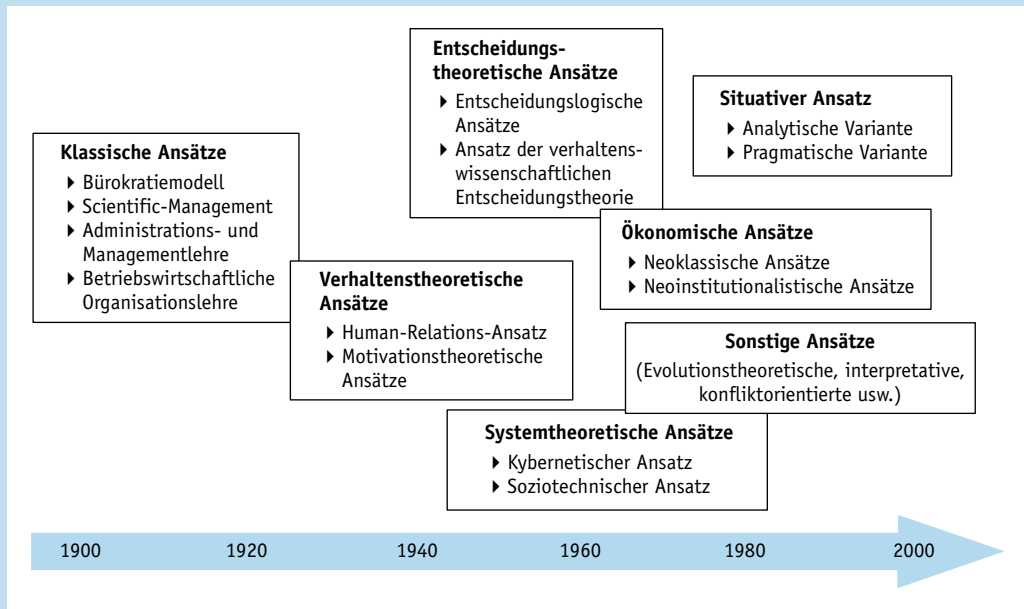 Klassische Ansätze
▶ Bürokratiemodell
▶ Scientific-Management
▶ Administrations- und
Managementlehre
▶ Betriebswirtschaftliche
Organisationslehre
Verhaltenstheoretische
Ansätze
▶ Human-Relations-Ansatz
▶ Motivationstheoretische
Ansätze
Entscheidungs-
theoretische Ansätze
▶ Entscheidungslogische
Ansätze
▶ Ansatz der verhaltens-
wissenschaftlichen
Entscheidungstheorie
Systemtheoretische Ansätze
▶ Kybernetischer Ansatz
▶ Soziotechnischer Ansatz
Situativer Ansatz
▶ Analytische Variante
▶ Pragmatische Variante
Ökonomische Ansätze
▶ Neoklassische Ansätze
▶ Neoinstitutionalistische Ansätze
Sonstige Ansätze
(Evolutionstheoretische, interpretative,
konfliktorientierte usw.)
1900 1920 1940 1960 1980 2000